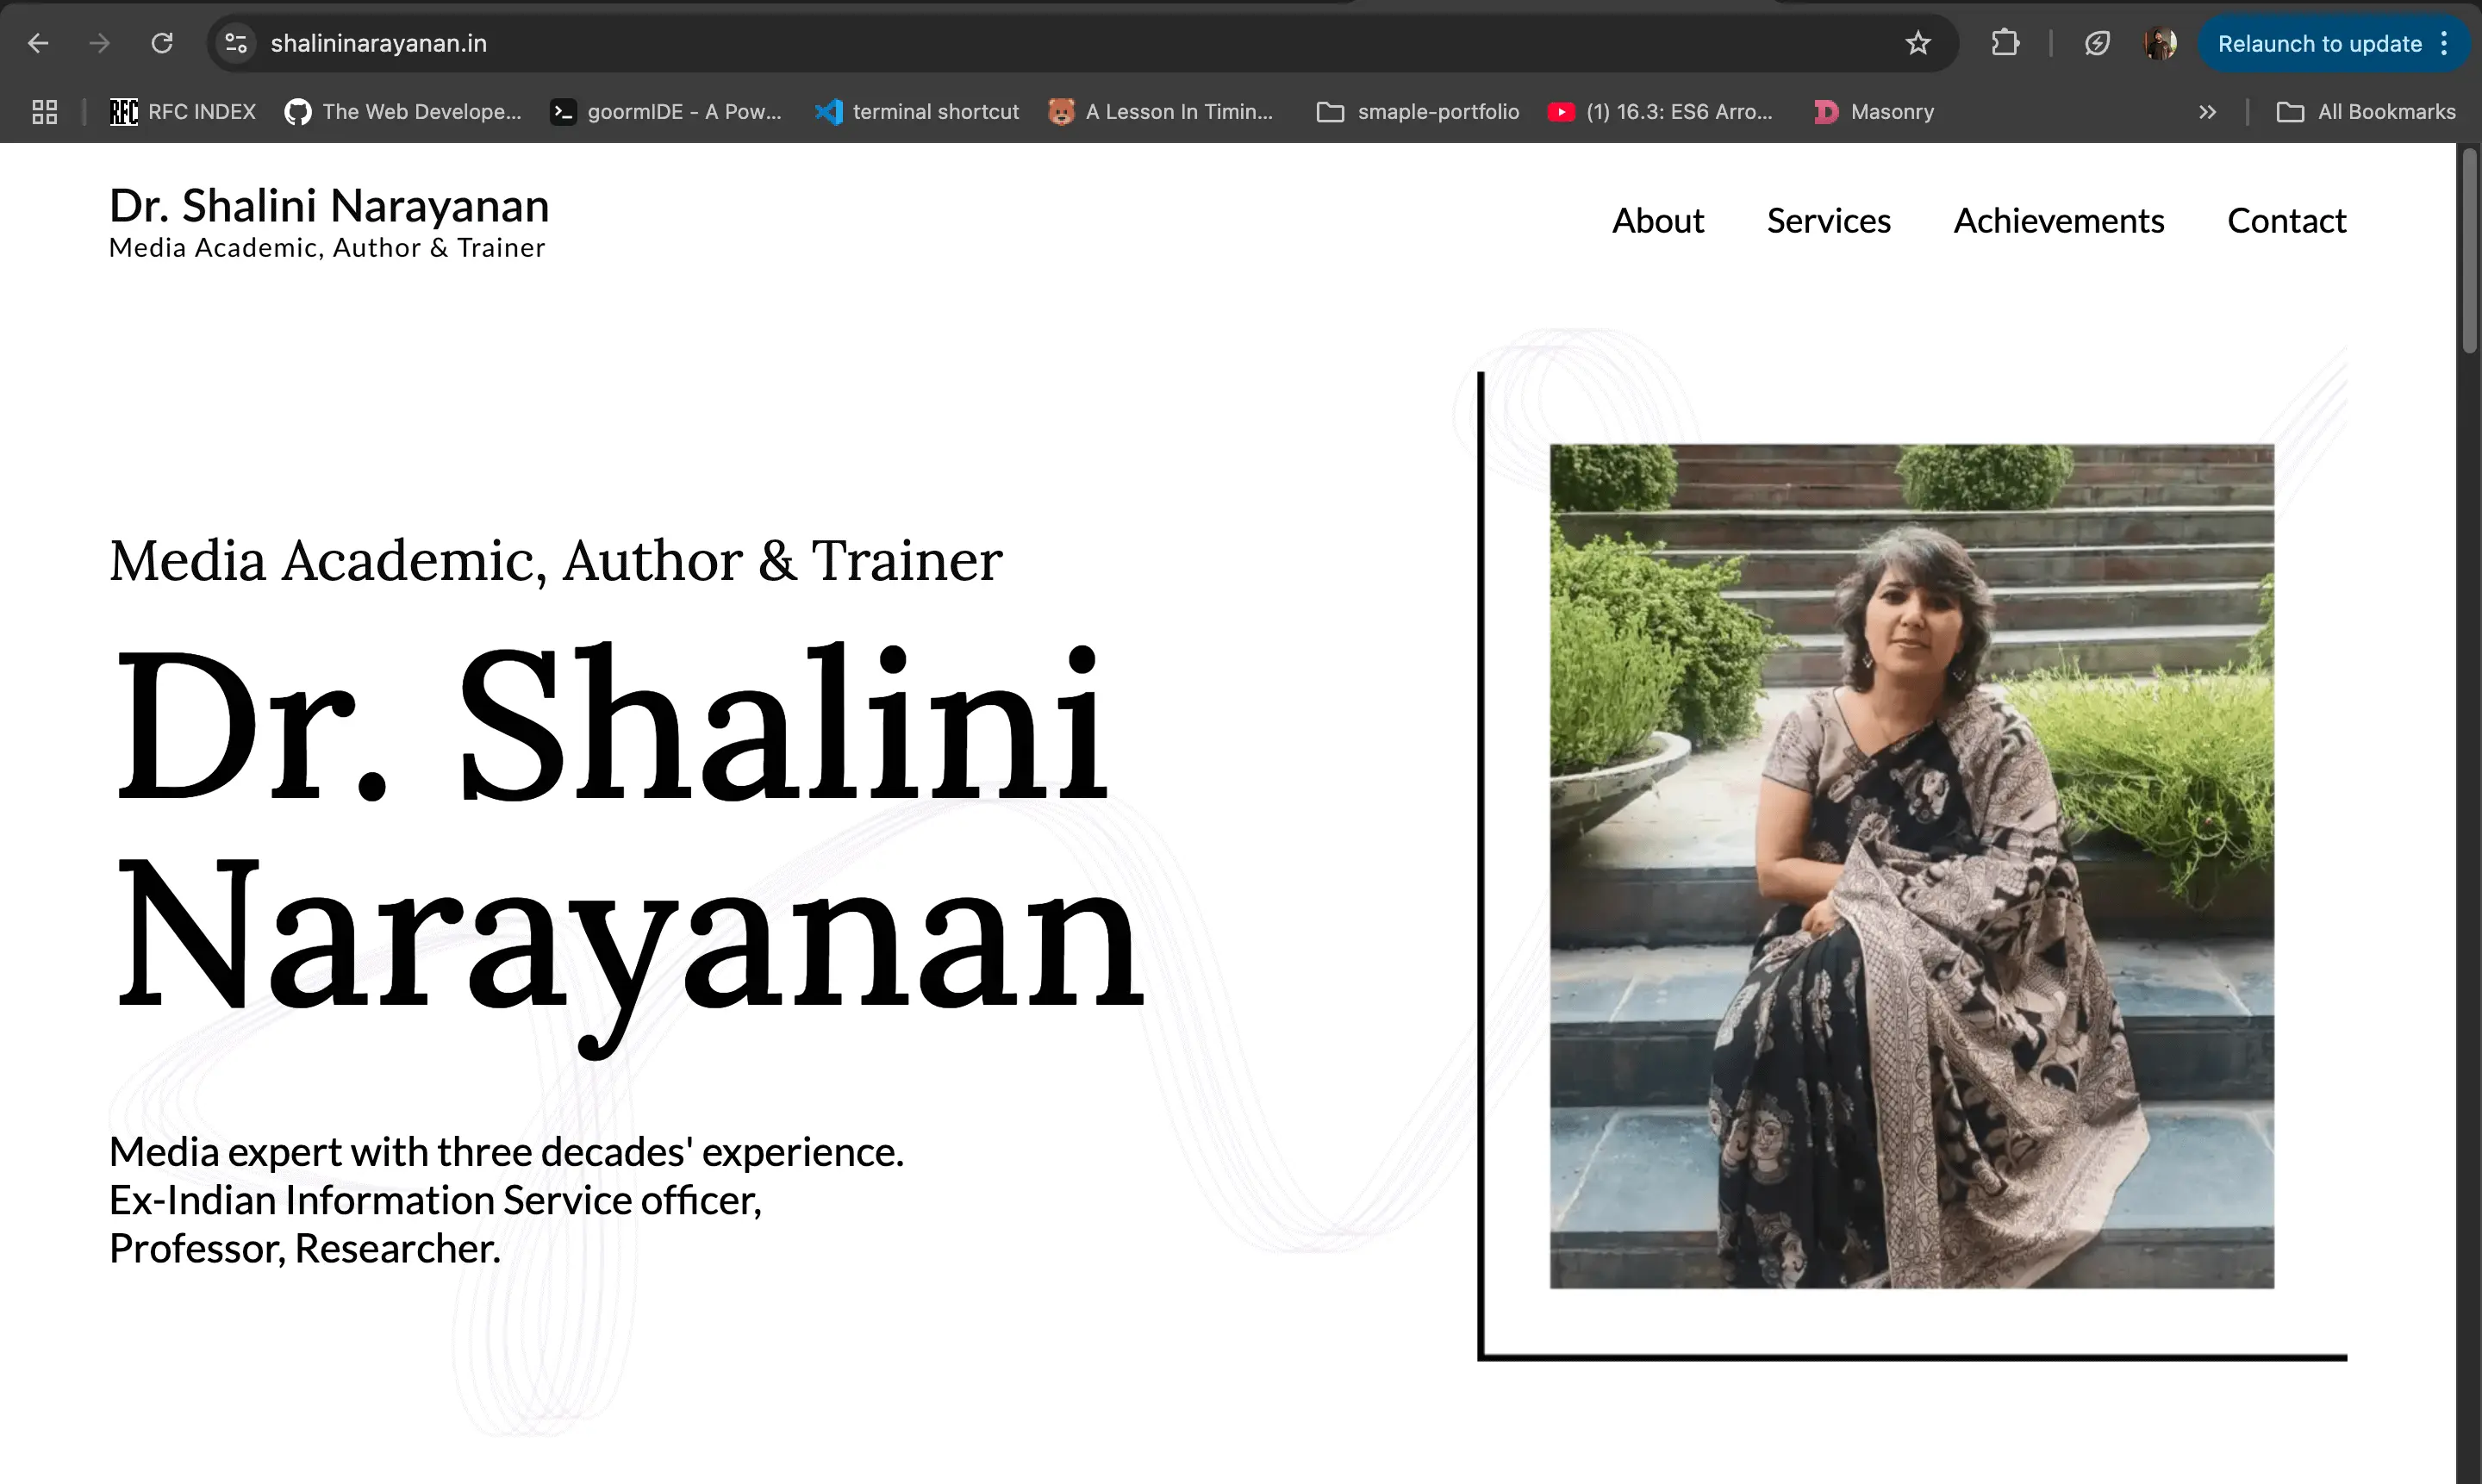 shalininarayanan.in
Relaunch to update
RFC INDEX
The Web Develope...
goormIDE - A Pow...
terminal shortcut
A Lesson In Timin...
smaple-portfolio
(1) 16.3: ES6 Arro...
Masonry
All Bookmarks
Dr. Shalini Narayanan
Media Academic, Author & Trainer
About
Services
Achievements
Contact
Media Academic, Author & Trainer
Dr. Shalini
Narayanan
Media expert with three decades' experience.
Ex-Indian Information Service officer,
Professor, Researcher.